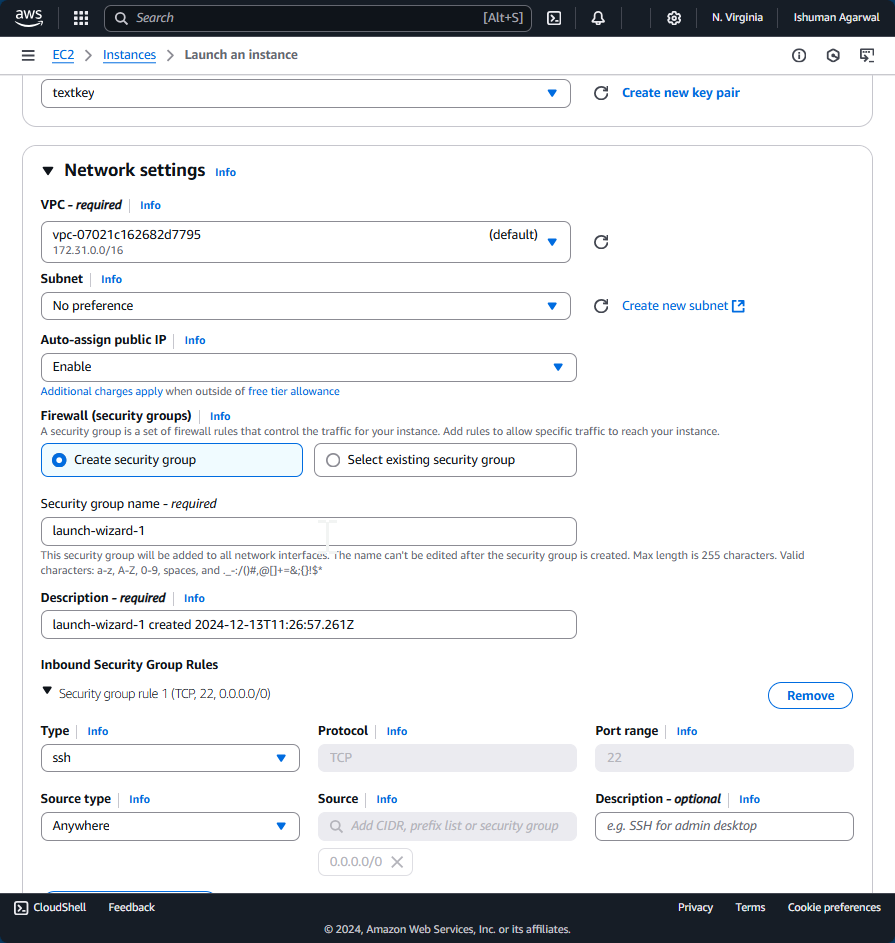 aws
Search [Alt+S]
N. Virginia
Ishuman Agarwal
EC2 > Instances > Launch an instance
textkey
Create new key pair
Network settings Info
VPC - required Info
vpc-07021c162682d7795 (default)
172.31.0.0/16
Subnet Info
No preference
Create new subnet
Auto-assign public IP Info
Enable
Additional charges apply when outside of free tier allowance
Firewall (security groups) Info
A security group is a set of firewall rules that control the traffic for your instance. Add rules to allow specific traffic to reach your instance.
Create security group
Select existing security group
Security group name - required
launch-wizard-1
This security group will be added to all network interfaces. The name can't be edited after the security group is created. Max length is 255 characters. Valid
characters: a-z, A-Z, 0-9, spaces, and ._-:/()#,@[]+=&;{}!$*
Description - required Info
launch-wizard-1 created 2024-12-13T11:26:57.261Z
Inbound Security Group Rules
Security group rule 1 (TCP, 22, 0.0.0.0/0)
Remove
Type Info
Protocol Info
Port range Info
ssh
TCP
22
Source type Info
Source Info
Description - optional Info
Anywhere
Add CIDR, prefix list or security group
e.g. SSH for admin desktop
0.0.0.0/0
CloudShell Feedback
Privacy Terms Cookie preferences
© 2024, Amazon Web Services, Inc. or its affiliates.